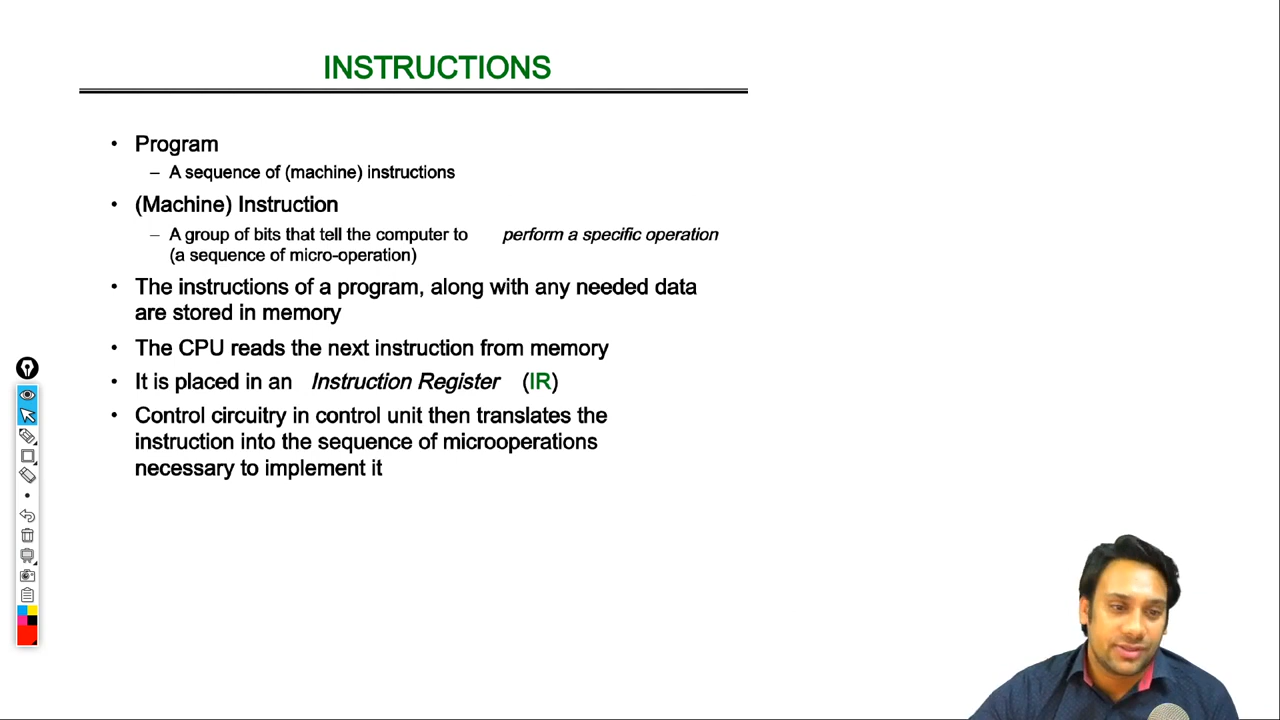 INSTRUCTIONS
• Program
– A sequence of (machine) instructions
• (Machine) Instruction
– A group of bits that tell the computer to perform a specific operation
(a sequence of micro-operation)
• The instructions of a program, along with any needed data
are stored in memory
• The CPU reads the next instruction from memory
• It is placed in an Instruction Register (IR)
• Control circuitry in control unit then translates the
instruction into the sequence of microoperations
necessary to implement it